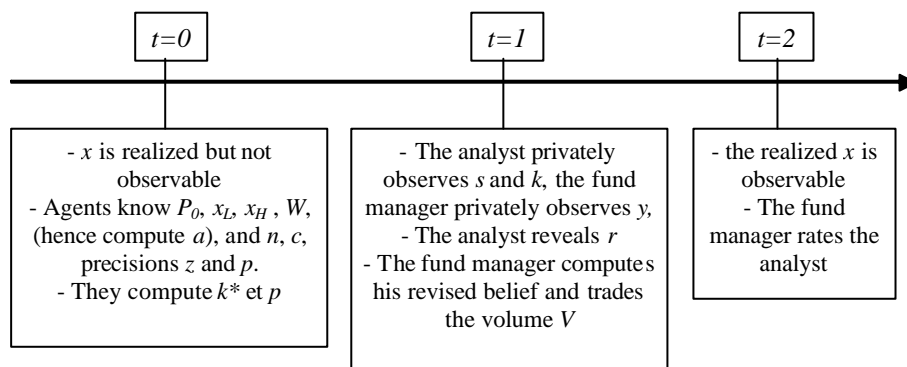 t=0
t=1
t=2
- x is realized but not
observable
- Agents know P0, xL, xH , W,
(hence compute a), and n, c,
precisions z and p.
- They compute k* et p
- The analyst privately
observes s and k, the fund
manager privately observes y,
- The analyst reveals r
- The fund manager computes
his revised belief and trades
the volume V
- the realized x is
observable
- The fund
manager rates the
analyst